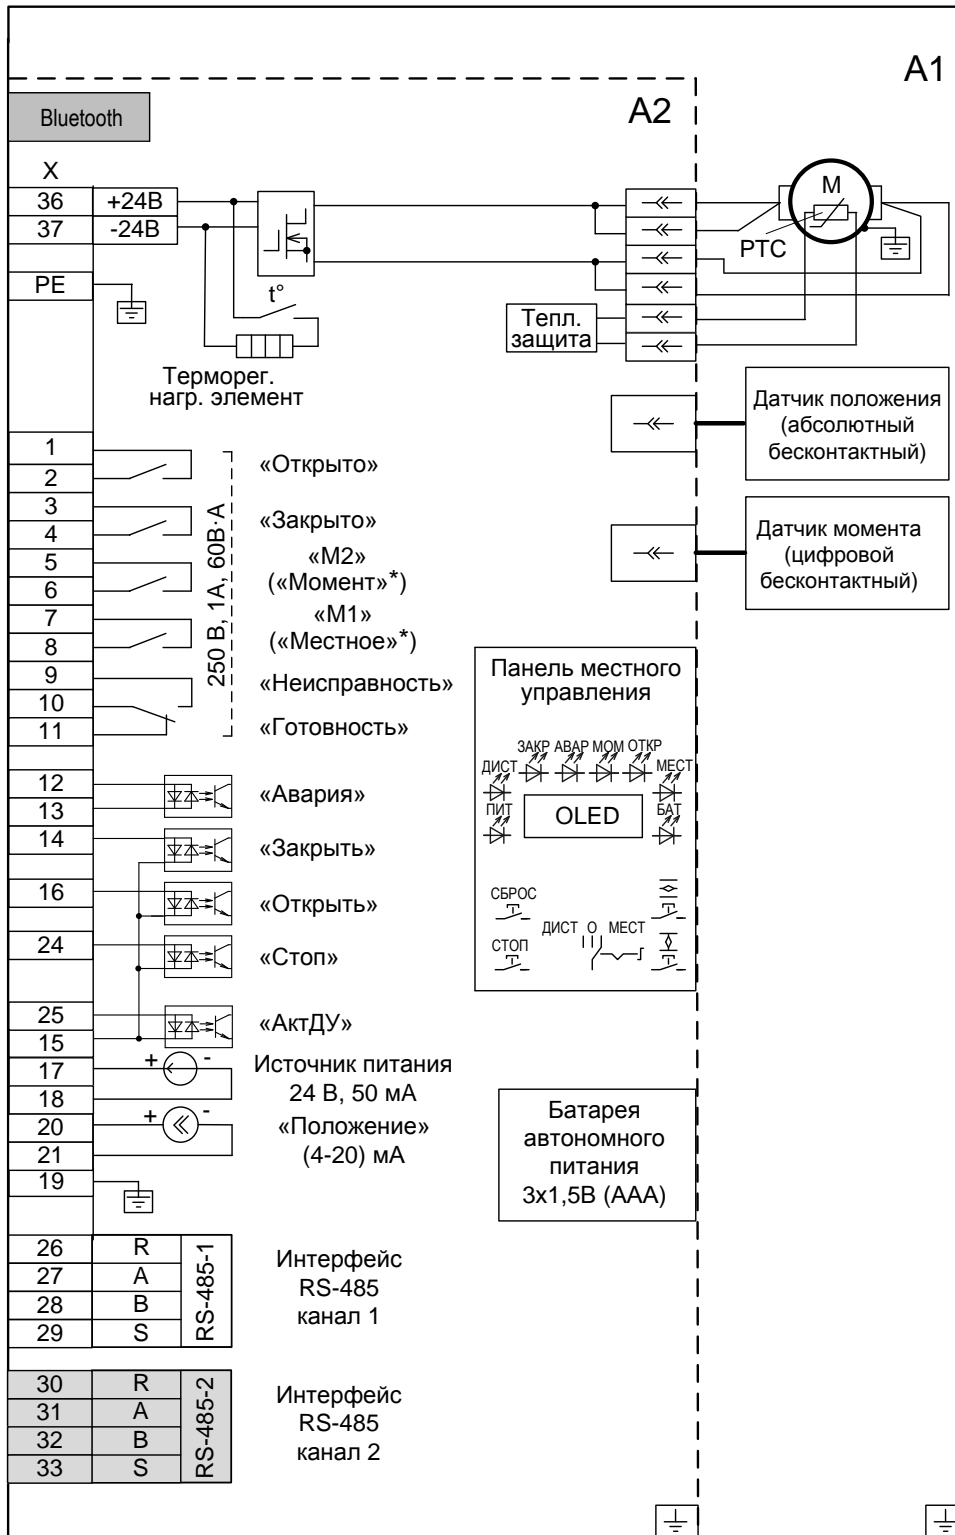 A1
A2
Bluetooth
X
36 +24В
37 -24В
PE
t°
Терморег.
нагр. элемент
Тепл.
защита
M
PTC
Датчик положения
(абсолютный
бесконтактный)
Датчик момента
(цифровой
бесконтактный)
1
2
«Открыто»
3
4
«Закрыто»
5
6
«М2»
(«Момент»*)
7
8
«М1»
(«Местное»*)
9
10
11
«Неисправность»
«Готовность»
250 В, 1А, 60В·А
12
13
«Авария»
14
«Закрыть»
16
«Открыть»
24
«Стоп»
25
15
«АктДУ»
17
18
+ -
Источник питания
24 В, 50 мА
20
21
+ -
«Положение»
(4-20) мА
19
Панель местного
управления
ДИСТ ЗАКР АВАР МОМ ОТКР МЕСТ
ПИТ OLED БАТ
СБРОС
СТОП
ДИСТ О МЕСТ
Батарея
автономного
питания
3х1,5В (ААА)
26 R
27 A
28 B
29 S
RS-485-1
Интерфейс
RS-485
канал 1
30 R
31 A
32 B
33 S
RS-485-2
Интерфейс
RS-485
канал 2